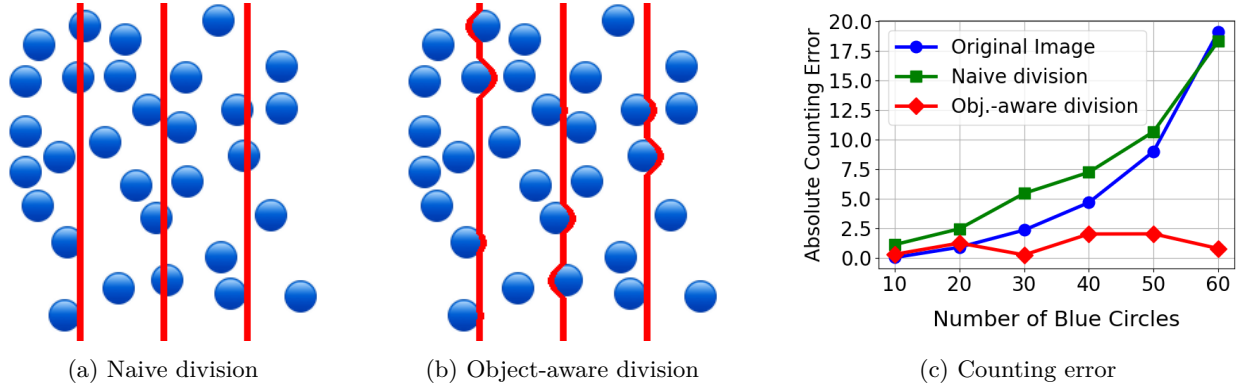 Absolute Counting Error
20.0
17.5
15.0
12.5
10.0
7.5
5.0
2.5
0.0
Original Image
Naive division
Obj.-aware division
10 20 30 40 50 60
Number of Blue Circles
(a) Naive division
(b) Object-aware division
(c) Counting error